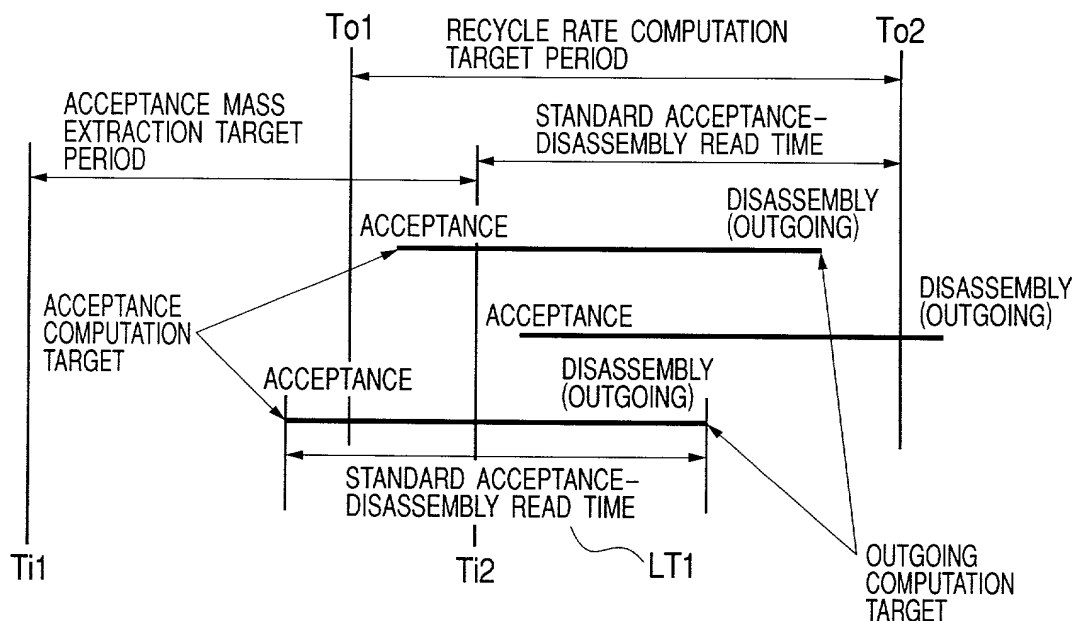 To1
RECYCLE RATE COMPUTATION
TARGET PERIOD
To2
ACCEPTANCE MASS
EXTRACTION TARGET
PERIOD
STANDARD ACCEPTANCE-
DISASSEMBLY READ TIME
ACCEPTANCE
DISASSEMBLY
(OUTGOING)
ACCEPTANCE
COMPUTATION
TARGET
ACCEPTANCE
DISASSEMBLY
(OUTGOING)
ACCEPTANCE
DISASSEMBLY
(OUTGOING)
STANDARD ACCEPTANCE-
DISASSEMBLY READ TIME
Ti1
Ti2
LT1
OUTGOING
COMPUTATION
TARGET